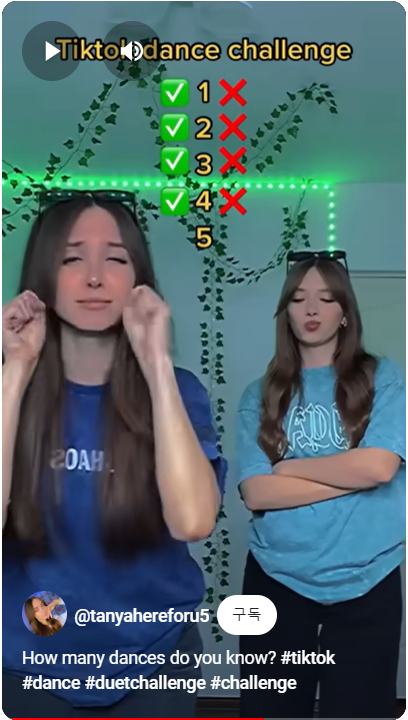 Tiktok dance challenge
✅ 1 ❌
✅ 2 ❌
✅ 3 ❌
✅ 4 ❌
5
CHAOS
@tanyahereforu5 구독
How many dances do you know? #tiktok
#dance #duetchallenge #challenge